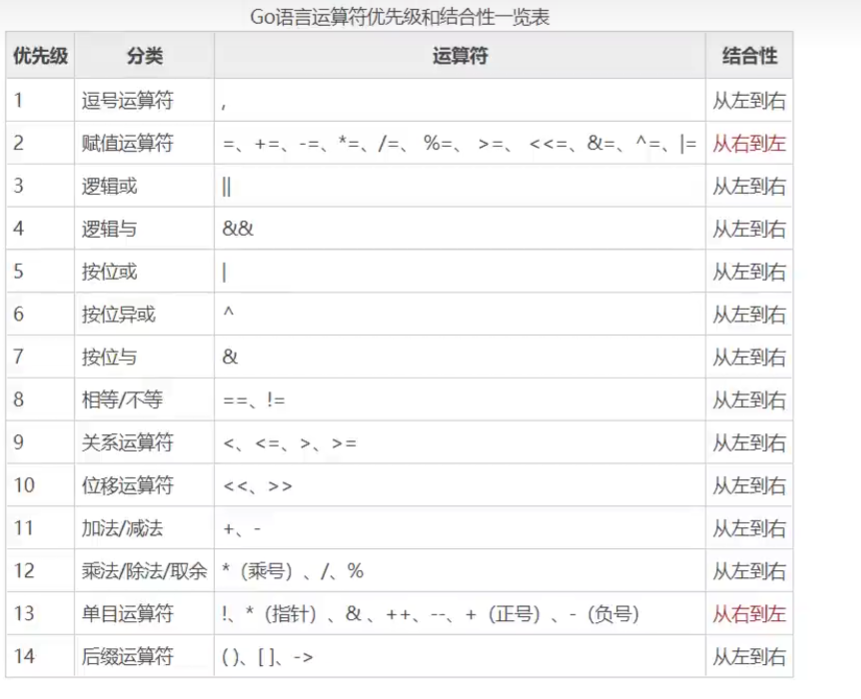 Go语言运算符优先级和结合性一览表
优先级 分类 运算符 结合性
1 逗号运算符 , 从左到右
2 赋值运算符 =、+=、-=、*=、/=、 %=、 >=、 <<=、&=、^=、|= 从右到左
3 逻辑或 || 从左到右
4 逻辑与 && 从左到右
5 按位或 | 从左到右
6 按位异或 ^ 从左到右
7 按位与 & 从左到右
8 相等/不等 ==、!= 从左到右
9 关系运算符 <、<=、>、>= 从左到右
10 位移运算符 <<、>> 从左到右
11 加法/减法 +、- 从左到右
12 乘法/除法/取余 *（乘号）、/、% 从左到右
13 单目运算符 !、*（指针）、& 、++、--、+（正号）、-（负号） 从右到左
14 后缀运算符 ( )、[ ]、-> 从左到右